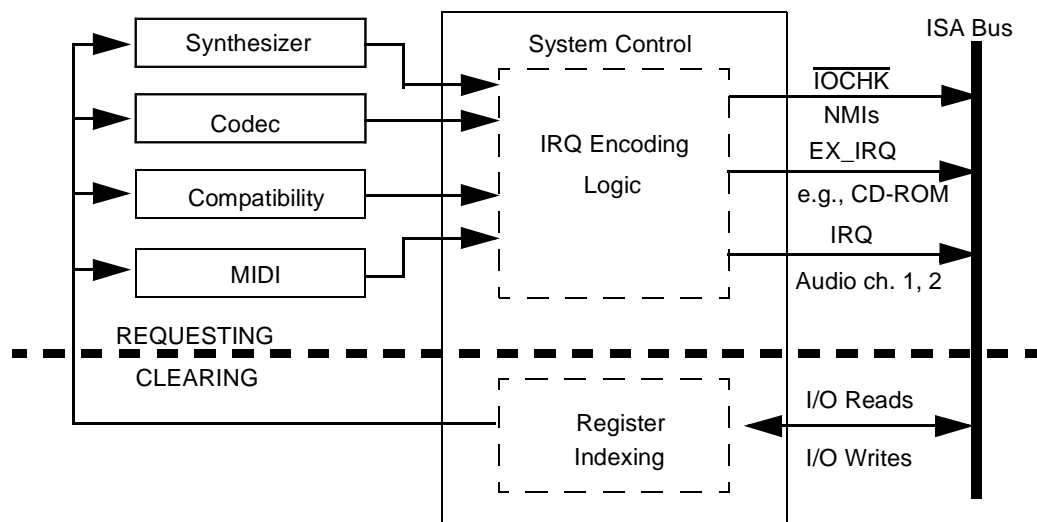 Synthesizer
Codec
Compatibility
MIDI
System Control
IRQ Encoding
Logic
ISA Bus
IOCHK
NMIs
EX_IRQ
e.g., CD-ROM
IRQ
Audio ch. 1, 2
REQUESTING
CLEARING
Register
Indexing
I/O Reads
I/O Writes